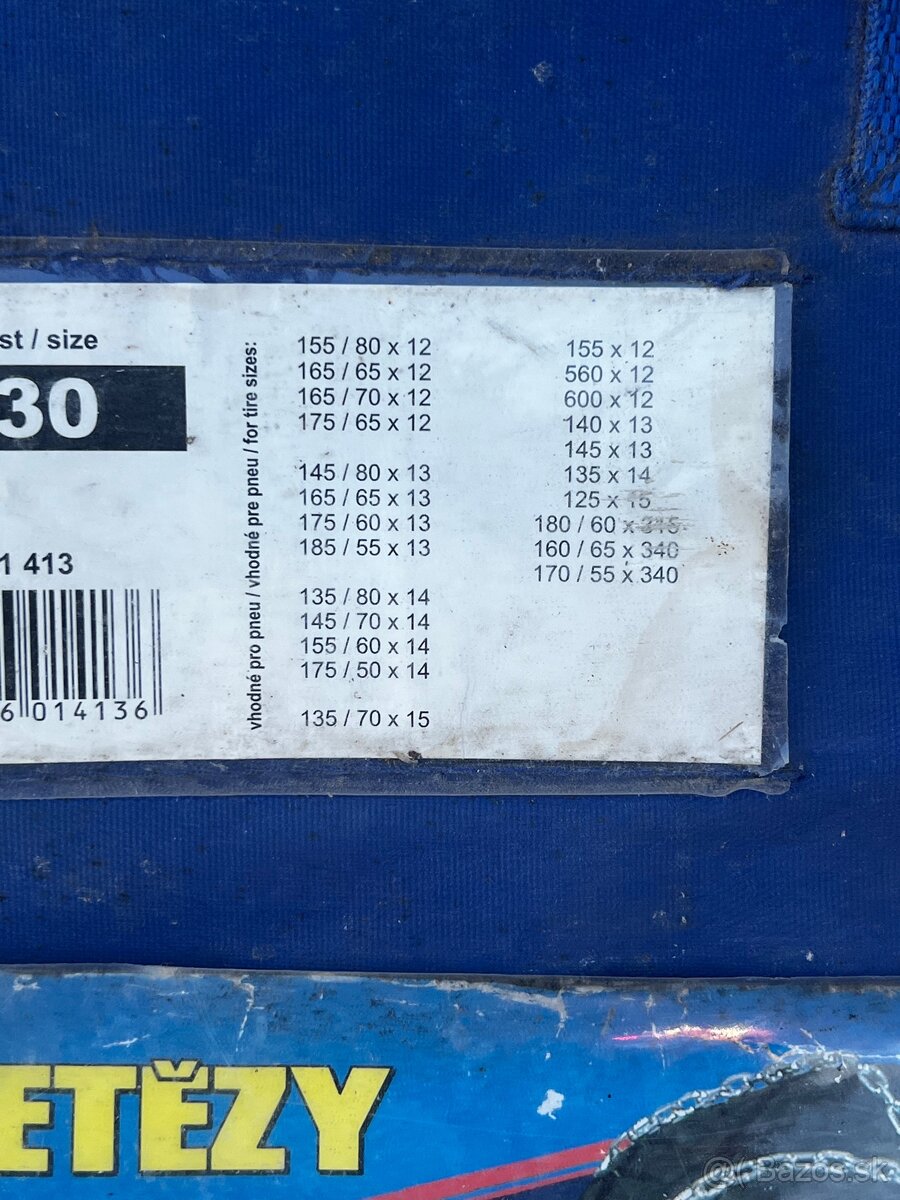 st / size
30
1 413
6 014136
vhodné pro pneu / vhodné pre pneu / for tire sizes:
155 / 80 x 12
165 / 65 x 12
165 / 70 x 12
175 / 65 x 12
145 / 80 x 13
165 / 65 x 13
175 / 60 x 13
185 / 55 x 13
135 / 80 x 14
145 / 70 x 14
155 / 60 x 14
175 / 50 x 14
135 / 70 x 15
155 x 12
560 x 12
600 x 12
140 x 13
145 x 13
135 x 14
125 x 15
180 / 60 x 315
160 / 65 x 340
170 / 55 x 340
ETĚZY
Bazos.sk